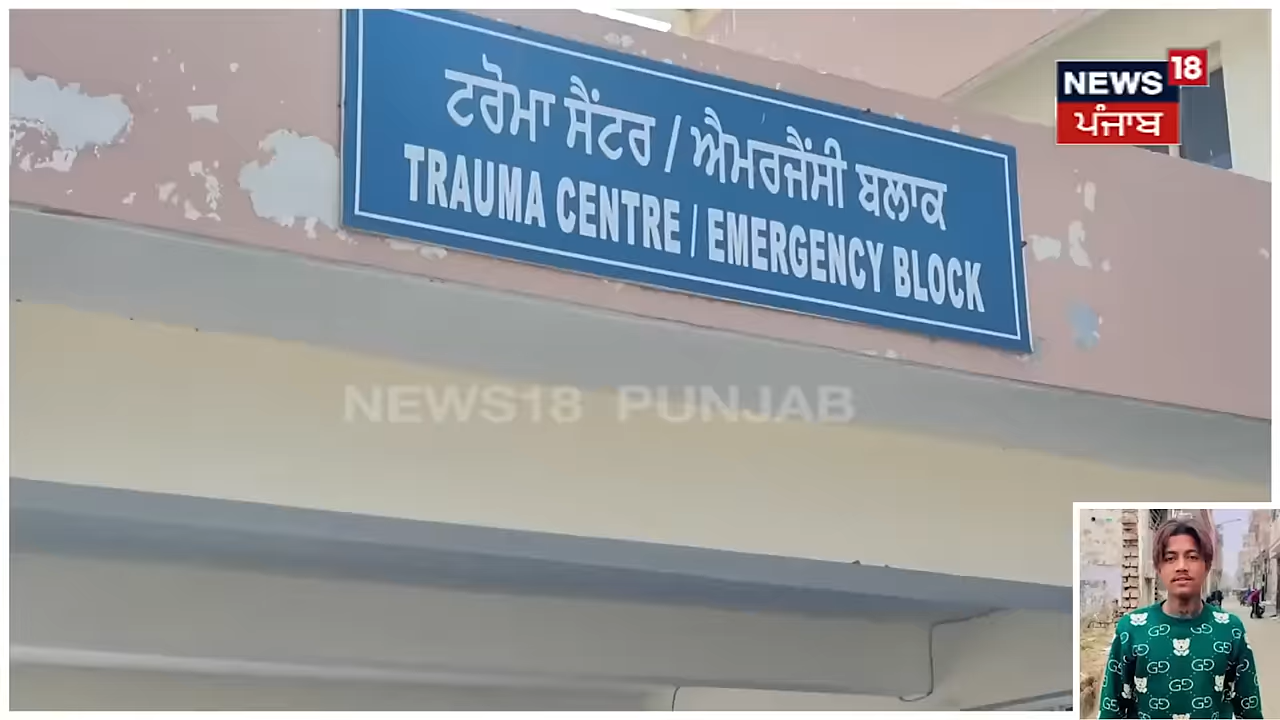 ਟਰੋਮਾ ਸੈਂਟਰ / ਐਮਰਜੈਂਸੀ ਬਲਾਕ
TRAUMA CENTRE / EMERGENCY BLOCK
NEWS 18
ਪੰਜਾਬ
NEWS18 PUNJAB